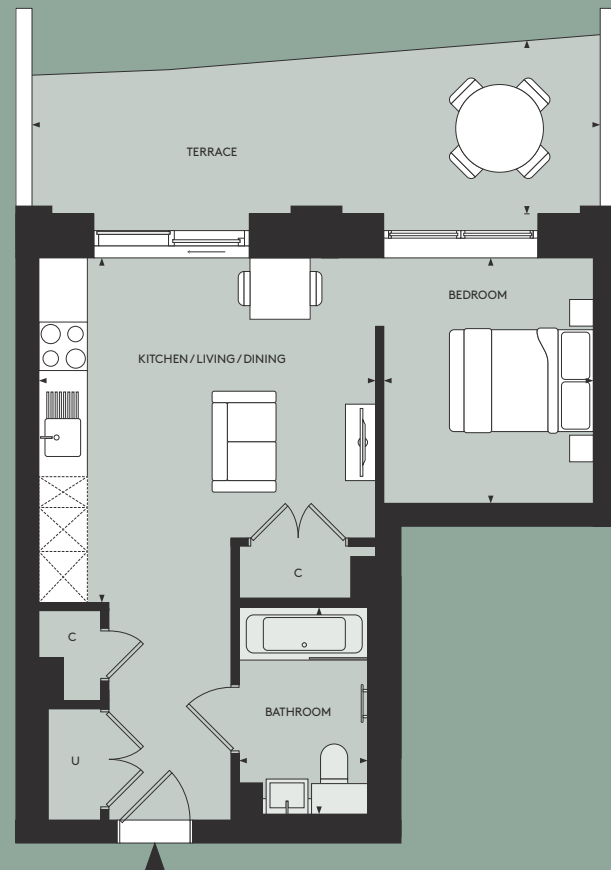 TERRACE
BEDROOM
KITCHEN / LIVING / DINING
C
C
BATHROOM
U